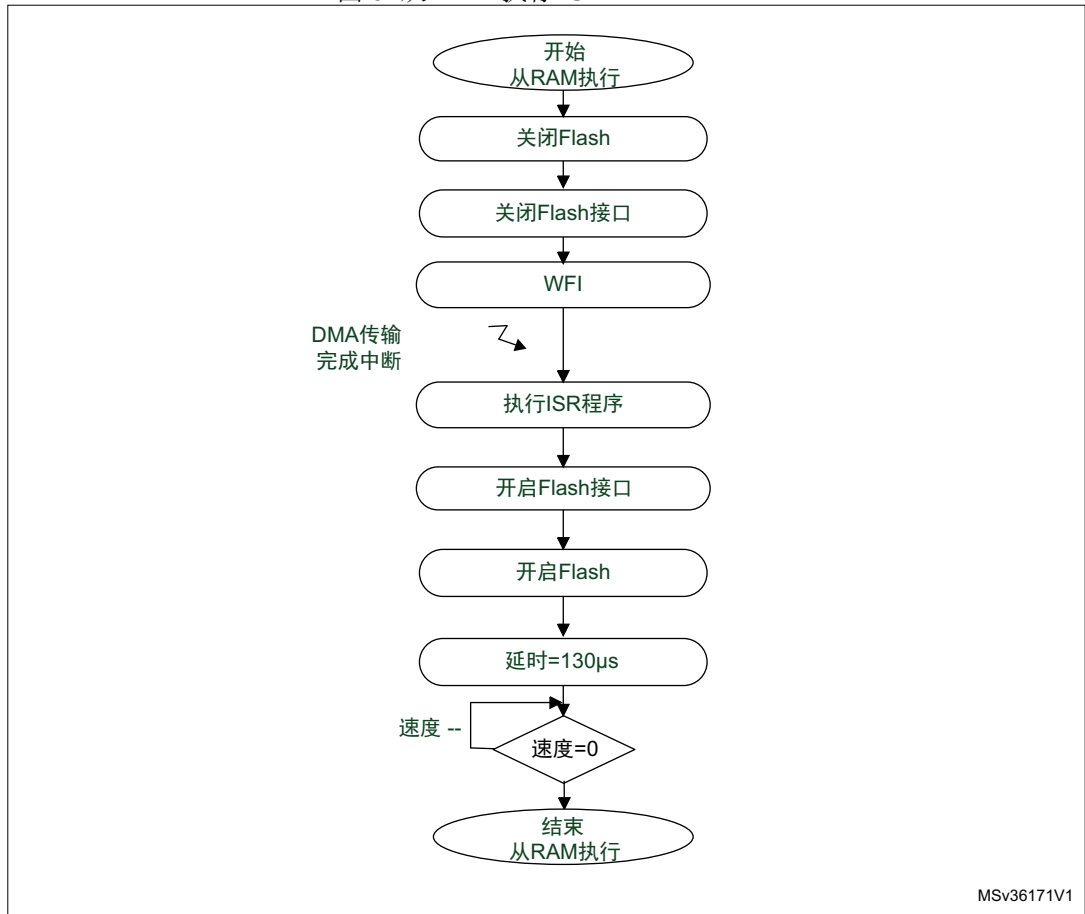 开始
从RAM执行
关闭Flash
关闭Flash接口
WFI
DMA传输
完成中断
执行ISR程序
开启Flash接口
开启Flash
延时=130µs
速度 --
速度=0
结束
从RAM执行
MSv36171V1